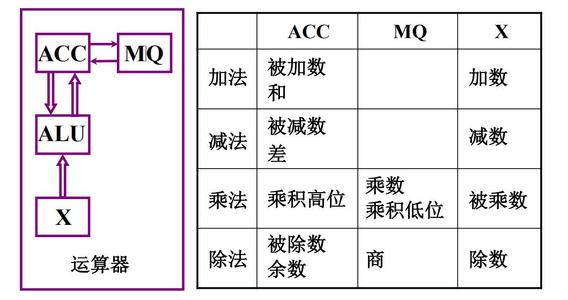 ACC
MQ
ALU
X
运算器
ACC MQ X
加法 被加数 加数
和
减法 被减数 减数
差
乘法 乘积高位 乘数 被乘数
乘积低位
除法 被除数 商 除数
余数